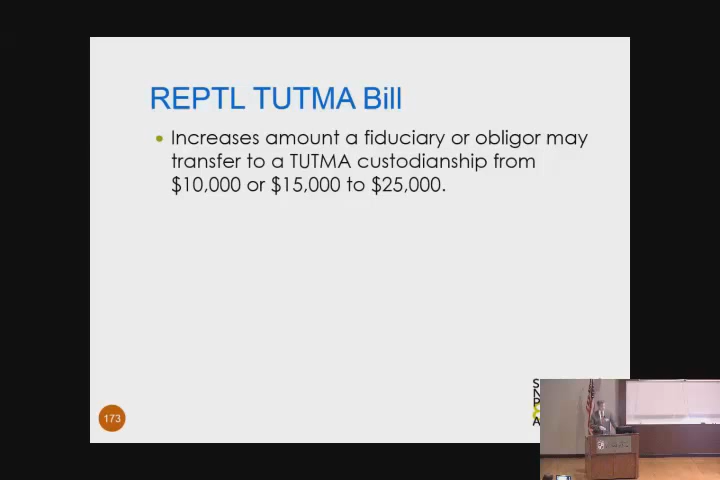 REPTL TUTMA Bill
Increases amount a fiduciary or obligor may
transfer to a TUTMA custodianship from
$10,000 or $15,000 to $25,000.
173
S
N
P
A